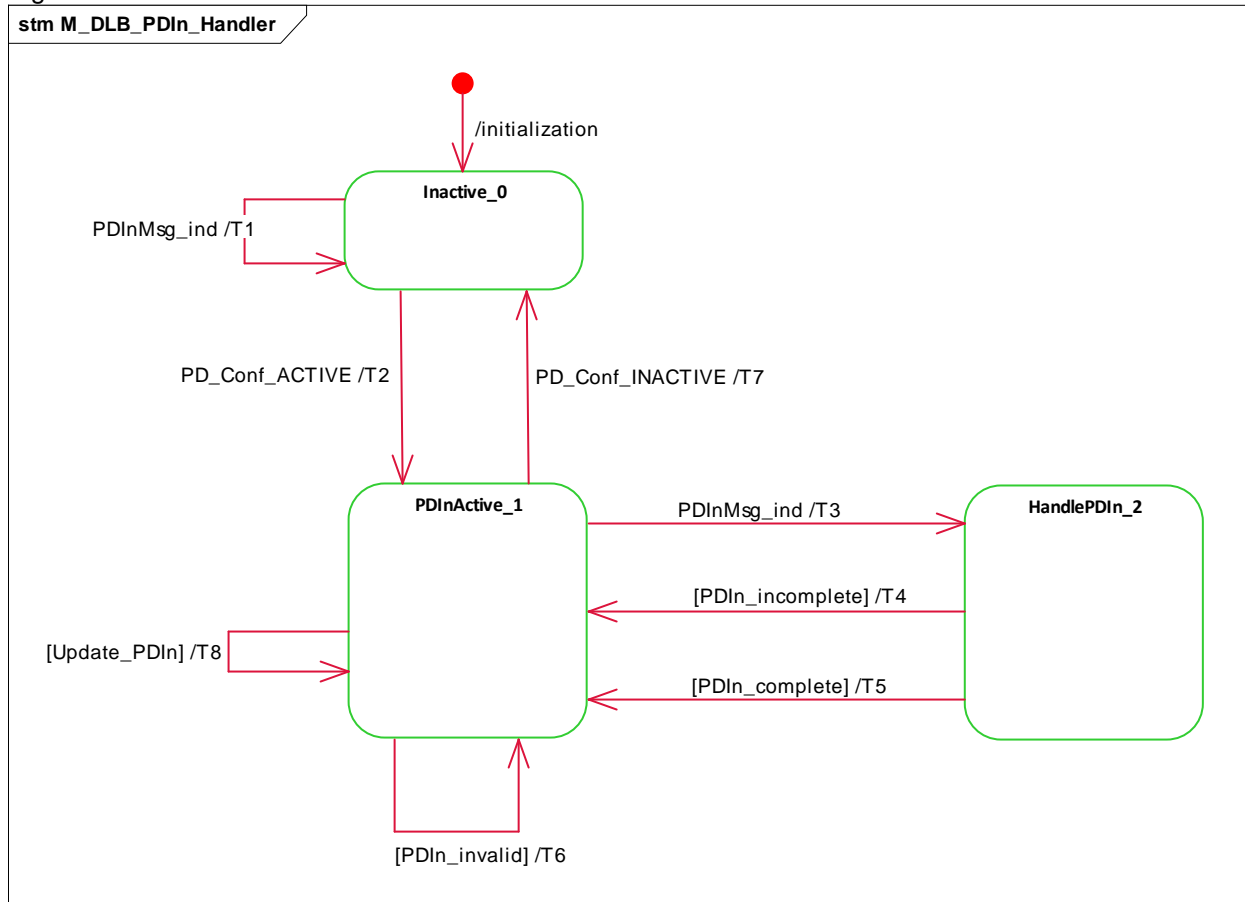 stm M_DLB_PDIn_Handler
/initialization
Inactive_0
PDInMsg_ind /T1
PD_Conf_ACTIVE /T2
PD_Conf_INACTIVE /T7
PDInActive_1
PDInMsg_ind /T3
HandlePDIn_2
[PDIn_incomplete] /T4
[Update_PDIn] /T8
[PDIn_complete] /T5
[PDIn_invalid] /T6